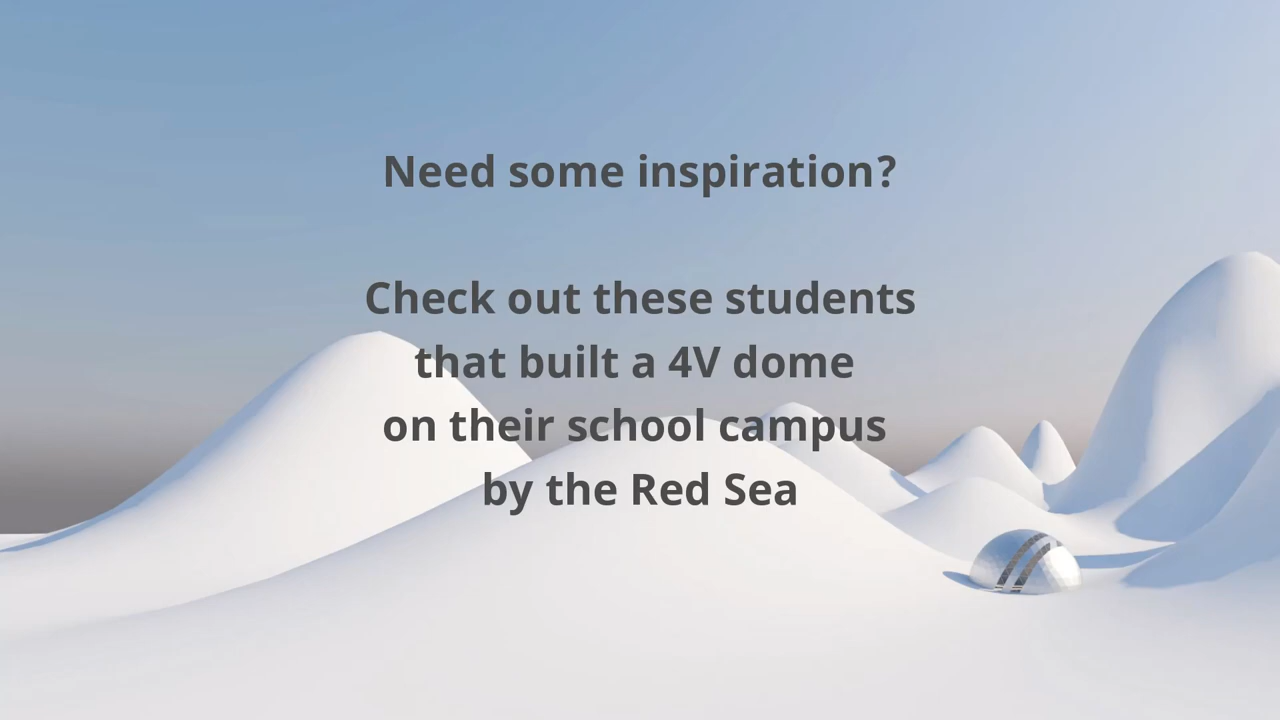 Need some inspiration?
Check out these students
that built a 4V dome
on their school campus
by the Red Sea